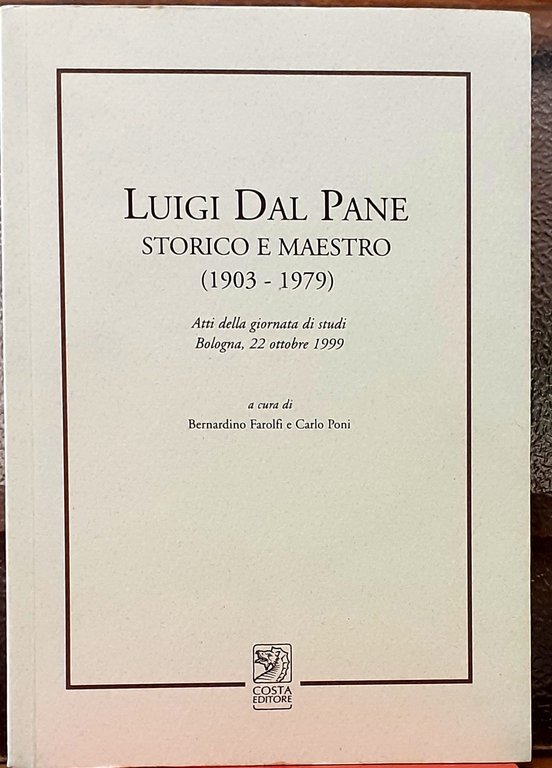 LUIGI DAL PANE
STORICO E MAESTRO
(1903 - 1979)
Atti della giornata di studi
Bologna, 22 ottobre 1999
a cura di
Bernardino Farolfi e Carlo Poni
COSTA
EDITORE